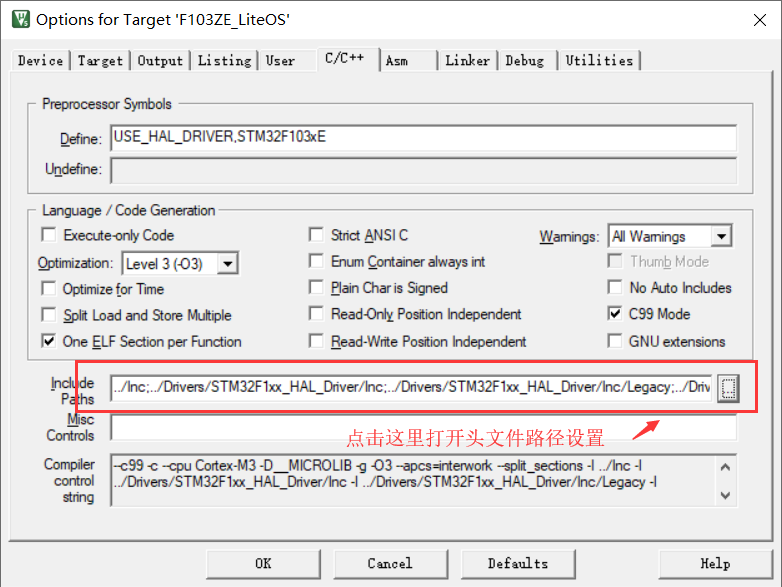 Options for Target 'F103ZE_LiteOS'
Device Target Output Listing User C/C++ Asm Linker Debug Utilities
Preprocessor Symbols
Define: USE_HAL_DRIVER,STM32F103xE
Undefine:
Language / Code Generation
Execute-only Code Strict ANSI C Warnings: All Warnings
Optimization: Level 3 (-O3) Enum Container always int Thumb Mode
Optimize for Time Plain Char is Signed No Auto Includes
Split Load and Store Multiple Read-Only Position Independent C99 Mode
One ELF Section per Function Read-Write Position Independent GNU extensions
Include
Paths
../Inc;../Drivers/STM32F1xx_HAL_Driver/Inc;../Drivers/STM32F1xx_HAL_Driver/Inc/Legacy;../Driv
...
Misc
Controls
点击这里打开头文件路径设置
Compiler
control
string
--c99 -c --cpu Cortex-M3 -D__MICROLIB -g -O3 --apcs=interwork --split_sections -I ../Inc -I
../Drivers/STM32F1xx_HAL_Driver/Inc -I ../Drivers/STM32F1xx_HAL_Driver/Inc/Legacy -I
OK Cancel Defaults Help